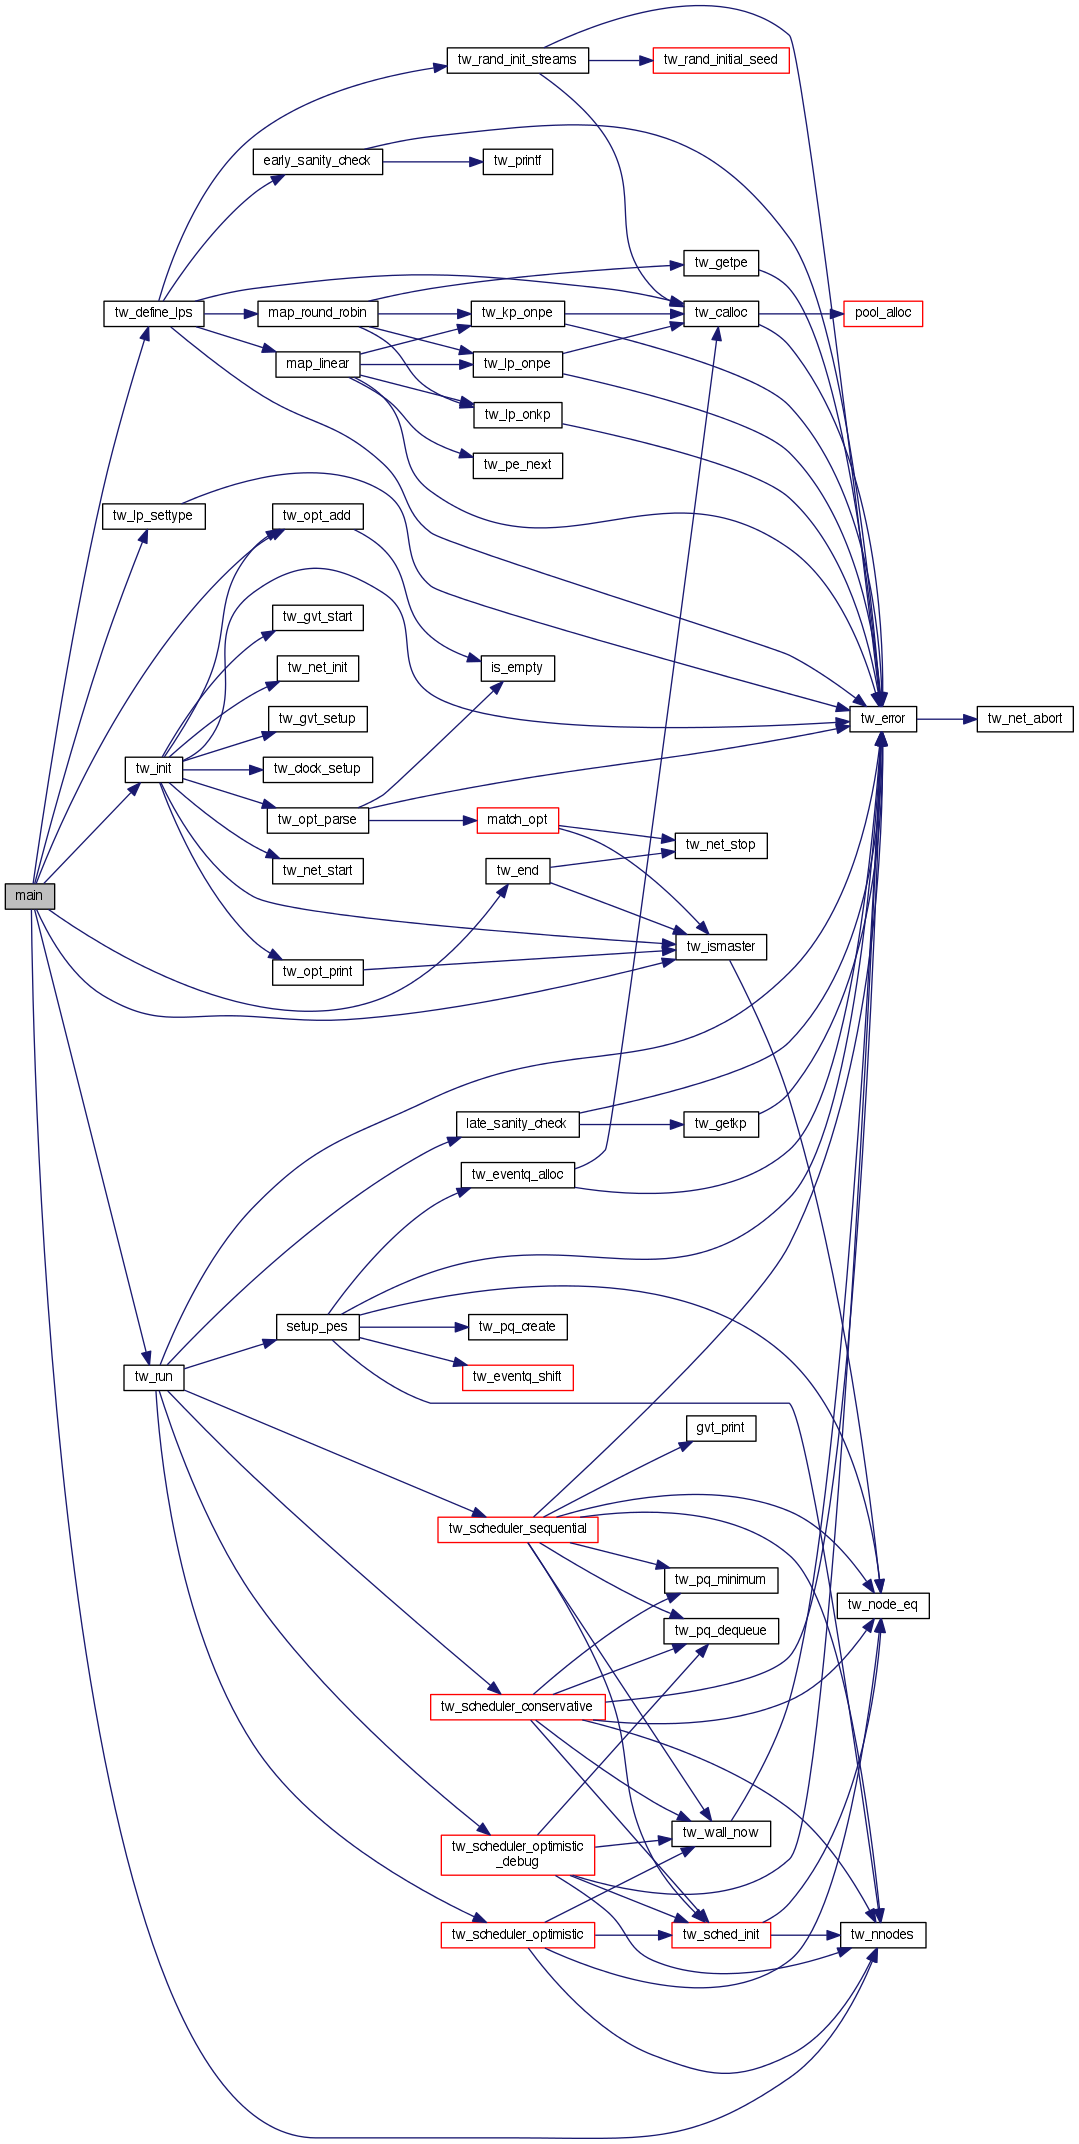 tw_rand_init_streams
tw_rand_initial_seed
early_sanity_check
tw_printf
tw_getpe
tw_define_lps
map_round_robin
tw_kp_onpe
tw_calloc
pool_alloc
map_linear
tw_lp_onpe
tw_lp_onkp
tw_pe_next
tw_lp_settype
tw_opt_add
tw_gvt_start
tw_net_init
is_empty
tw_gvt_setup
tw_error
tw_net_abort
tw_init
tw_clock_setup
tw_opt_parse
match_opt
tw_net_stop
tw_net_start
tw_end
main
tw_ismaster
tw_opt_print
late_sanity_check
tw_getkp
tw_eventq_alloc
setup_pes
tw_pq_create
tw_run
tw_eventq_shift
gvt_print
tw_scheduler_sequential
tw_pq_minimum
tw_node_eq
tw_pq_dequeue
tw_scheduler_conservative
tw_wall_now
tw_scheduler_optimistic
_debug
tw_scheduler_optimistic
tw_sched_init
tw_nnodes